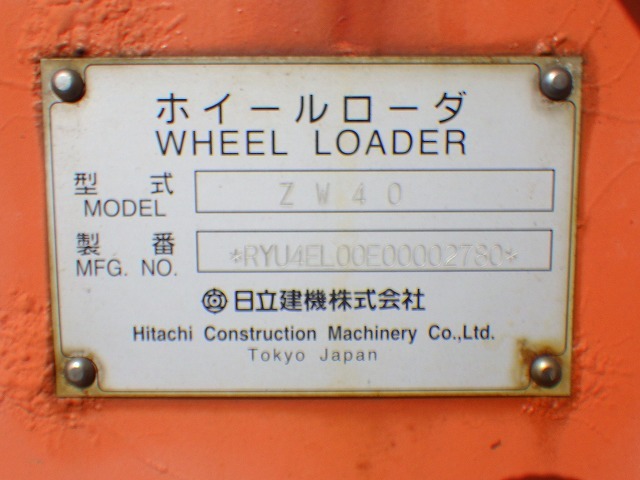 ホイールローダ
WHEEL LOADER
型式 ZW40
MODEL
製番 *RYU4EL00E00002780*
MFG. NO.
日立建機株式会社
Hitachi Construction Machinery Co.,Ltd.
Tokyo Japan